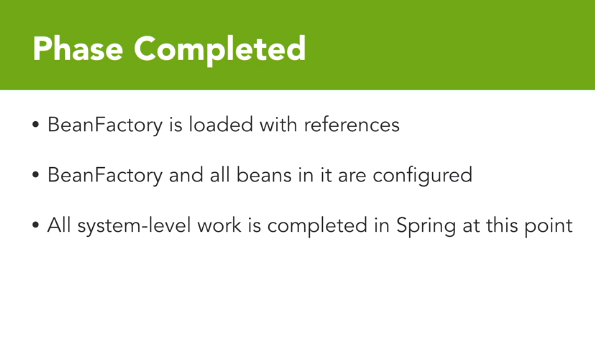 Phase Completed
• BeanFactory is loaded with references
• BeanFactory and all beans in it are configured
• All system-level work is completed in Spring at this point